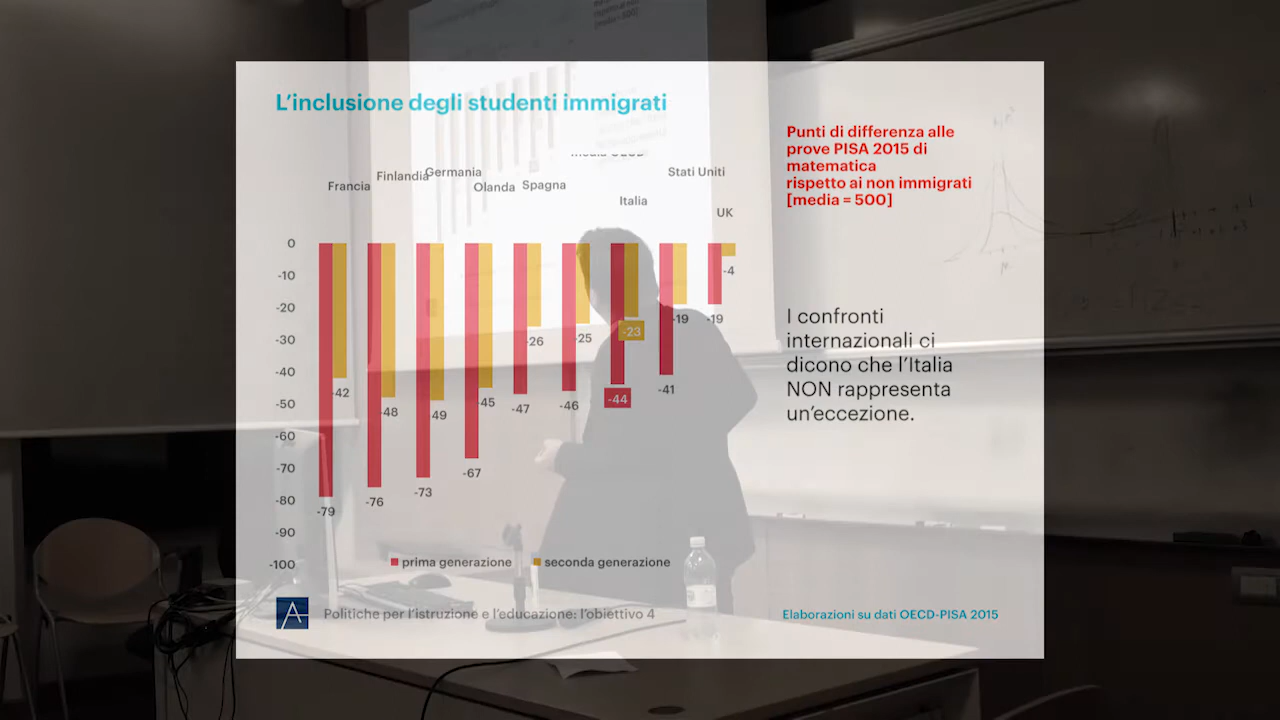 L'inclusione degli studenti immigrati
Punti di differenza alle
prove PISA 2015 di
matematica
rispetto ai non immigrati
[media = 500]
Francia
Finlandia
Germania
Olanda
Spagna
Media OECD
Italia
Stati Uniti
UK
0
-10
-20
-30
-40
-50
-60
-70
-80
-90
-100
-79
-42
-76
-48
-73
-49
-67
-45
-47
-26
-46
-25
-44
-23
-41
-19
-19
-4
I confronti
internazionali ci
dicono che l'Italia
NON rappresenta
un'eccezione.
prima generazione
seconda generazione
Politiche per l'istruzione e l'educazione: l'obiettivo 4
Elaborazioni su dati OECD-PISA 2015